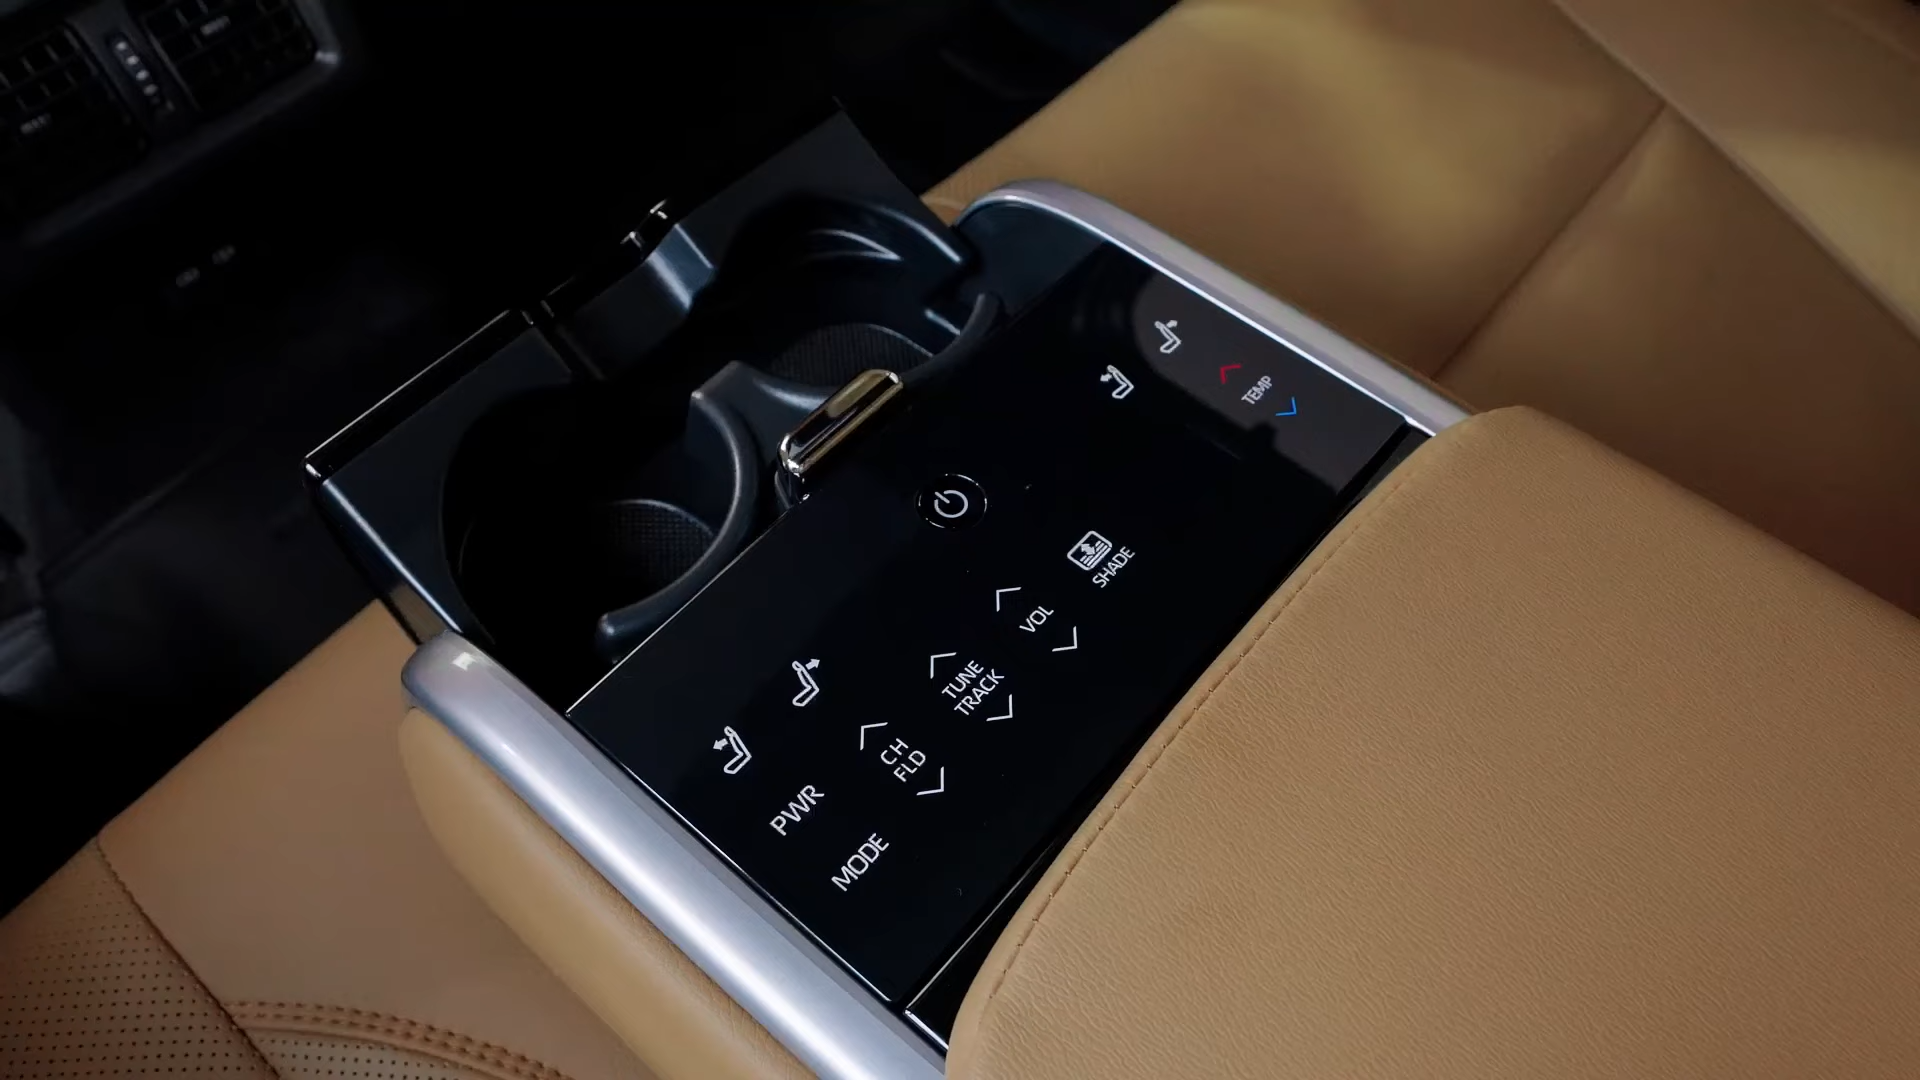 TEMP
SHADE
VOL
TUNE
TRACK
CH
FLD
PWR
MODE